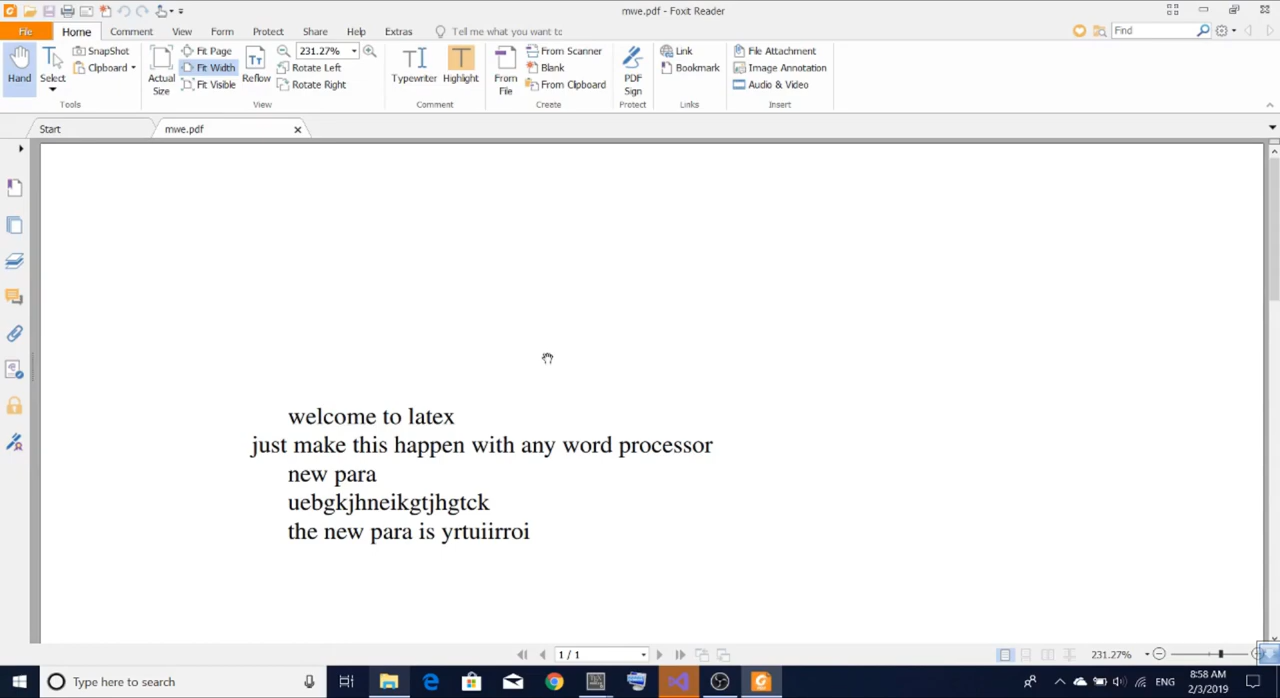 mwe.pdf - Foxit Reader
File Home Comment View Form Protect Share Help Extras Tell me what you want to Find
Hand
Select
SnapShot
Clipboard
Tools
Actual Size
Fit Page
Fit Width
Fit Visible
Reflow
231.27%
Rotate Left
Rotate Right
View
Typewriter
Highlight
Comment
From File
From Scanner
Blank
From Clipboard
Create
PDF Sign
Protect
Link
Bookmark
Links
File Attachment
Image Annotation
Audio & Video
Insert
Start mwe.pdf
welcome to latex
just make this happen with any word processor
new para
uebgkjhneikgtjhgtck
the new para is yrtuiirroi
1 / 1 231.27%
Type here to search ENG 8:58 AM
2/3/2019